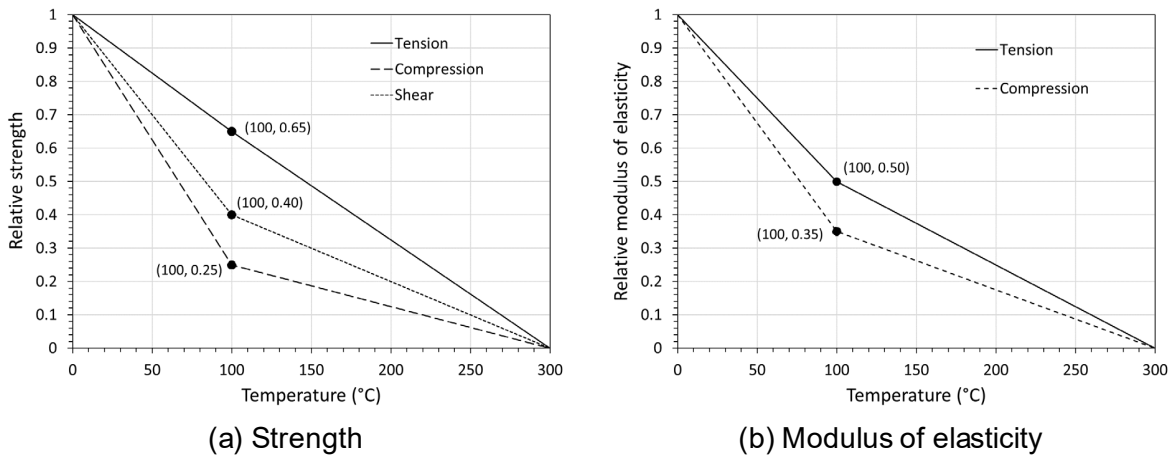 1
0.9
0.8
0.7
0.6
0.5
0.4
0.3
0.2
0.1
0
Relative strength
Tension
Compression
Shear
(100, 0.65)
(100, 0.40)
(100, 0.25)
0 50 100 150 200 250 300
Temperature (°C)
(a) Strength
1
0.9
0.8
0.7
0.6
0.5
0.4
0.3
0.2
0.1
0
Relative modulus of elasticity
Tension
Compression
(100, 0.50)
(100, 0.35)
0 50 100 150 200 250 300
Temperature (°C)
(b) Modulus of elasticity